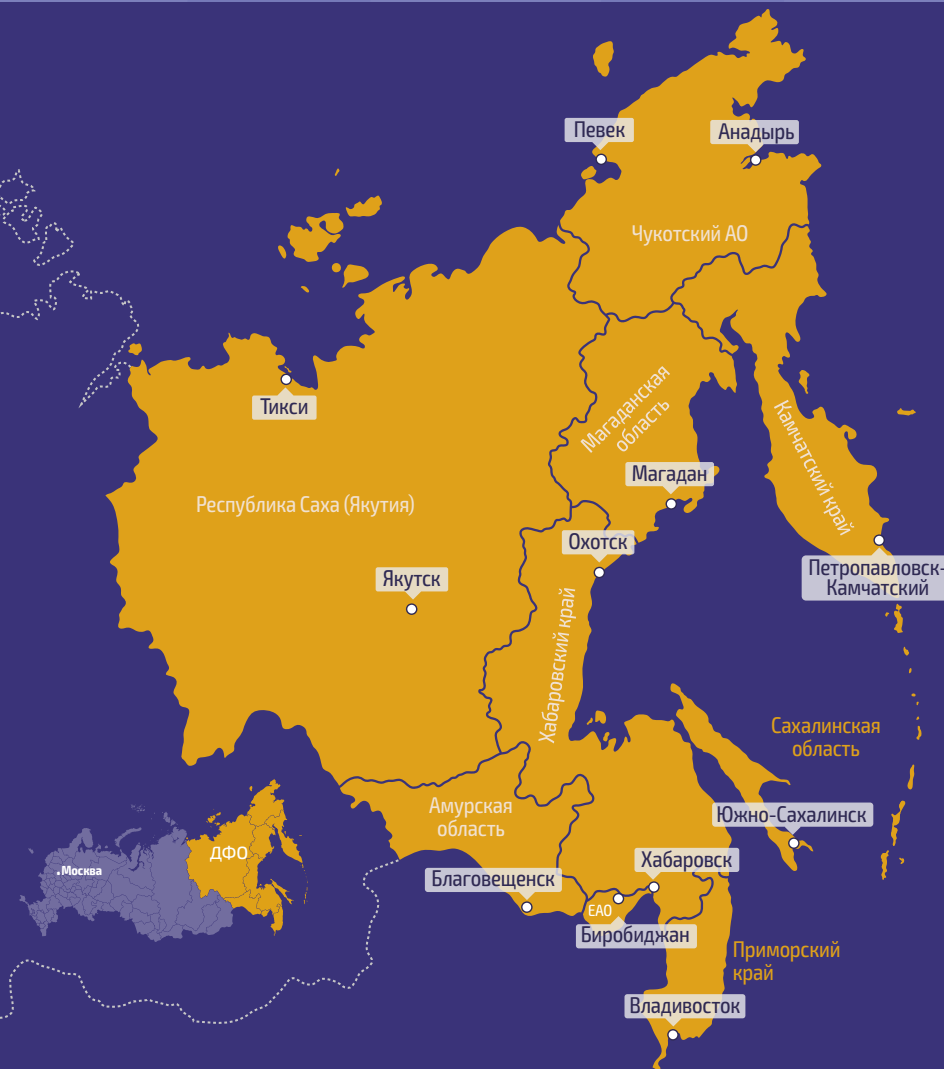 Певек
Анадырь
Чукотский АО
Тикси
Магаданская
область
Камчатский край
Магадан
Республика Саха (Якутия)
Охотск
Петропавловск-
Камчатский
Якутск
Хабаровский край
Сахалинская
область
Амурская
область
Южно-Сахалинск
ДФО
Москва
Хабаровск
Благовещенск
ЕАО
Биробиджан
Приморский
край
Владивосток